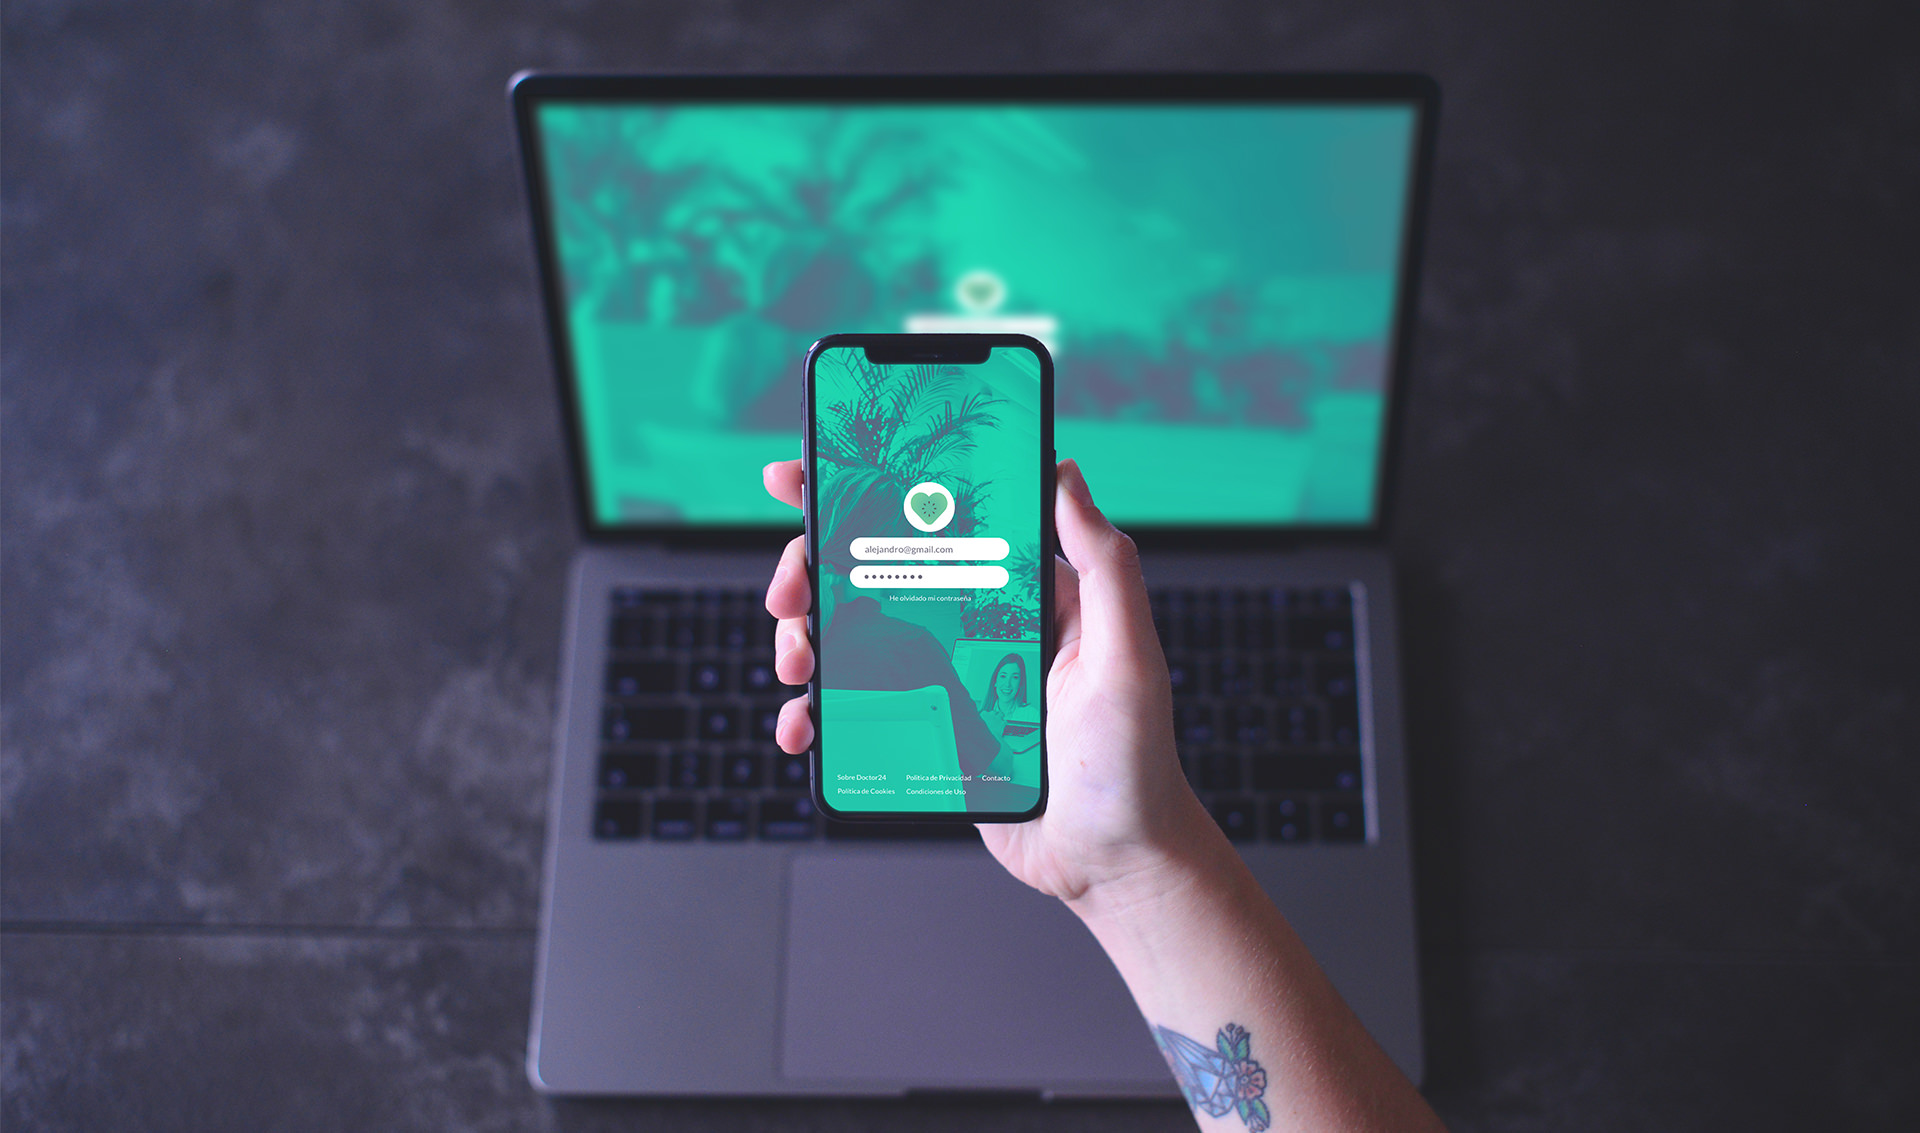 alejandro@gmail.com
••••••••
He olvidado mi contraseña
Sobre Doctor24 Política de Privacidad Contacto
Política de Cookies Condiciones de Uso